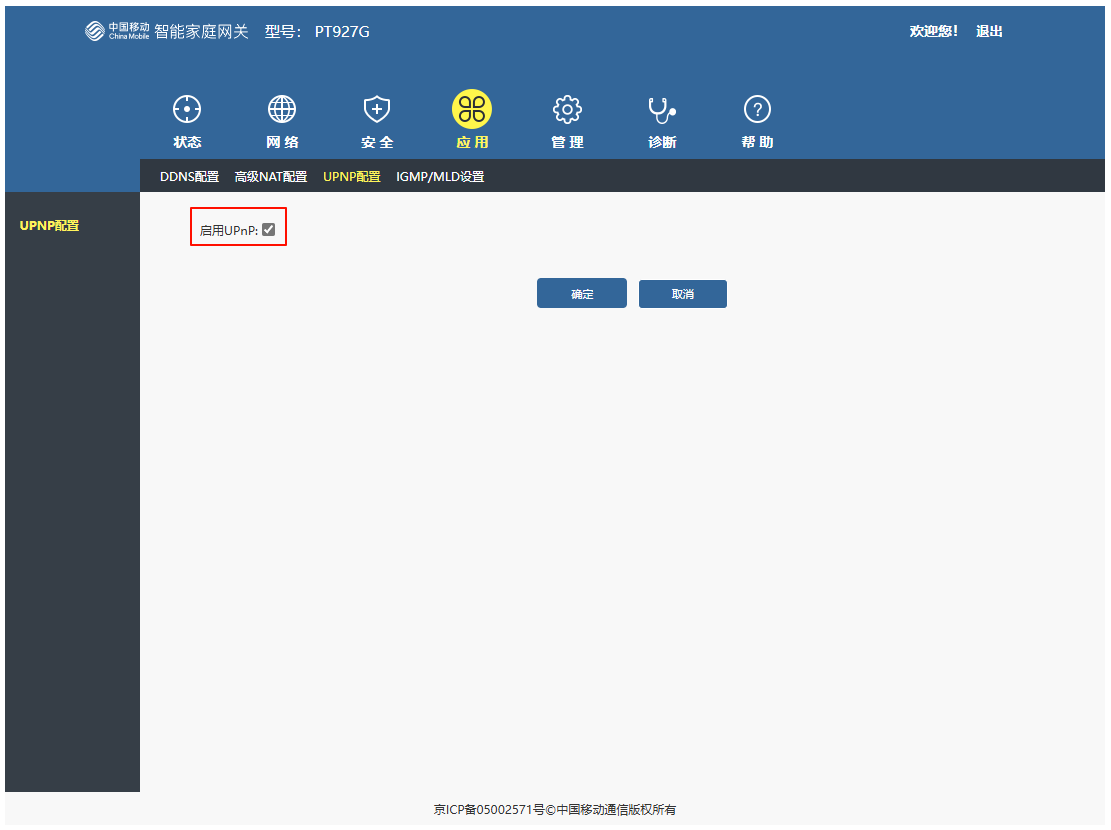 中国移动 China Mobile 智能家庭网关 型号： PT927G 欢迎您！ 退出
状态 网络 安全 应用 管理 诊断 帮助
DDNS配置 高级NAT配置 UPNP配置 IGMP/MLD设置
UPNP配置
启用UPnP:
确定 取消
京ICP备05002571号©中国移动通信版权所有